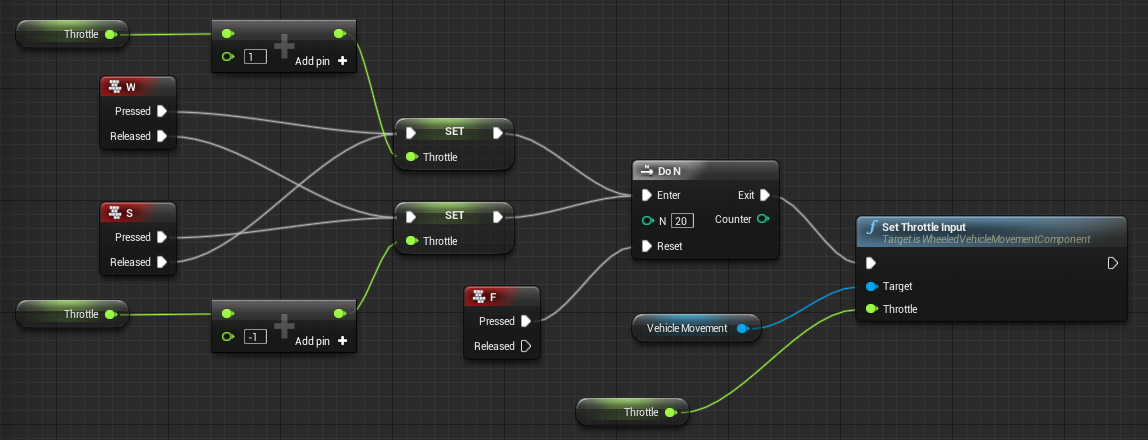 Throttle
1
Add pin
W
Pressed
Released
SET
Throttle
S
Pressed
Released
SET
Throttle
Throttle
-1
Add pin
F
Pressed
Released
Do N
Enter Exit
N 20 Counter
Reset
Vehicle Movement
Throttle
Set Throttle Input
Target is WheeledVehicleMovementComponent
Target
Throttle